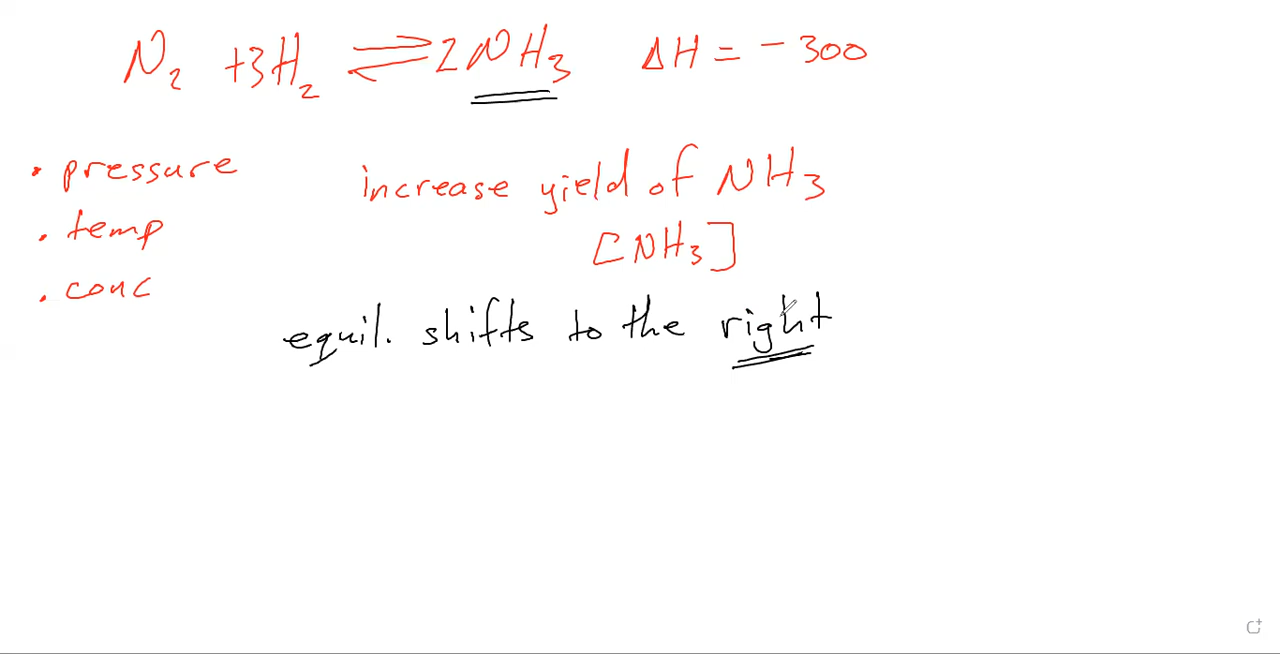 N₂ +3H₂ ⇌ 2NH₃ ΔH = -300
• pressure
increase yield of NH₃
• temp
[NH₃]
• conc
equil. shifts to the right